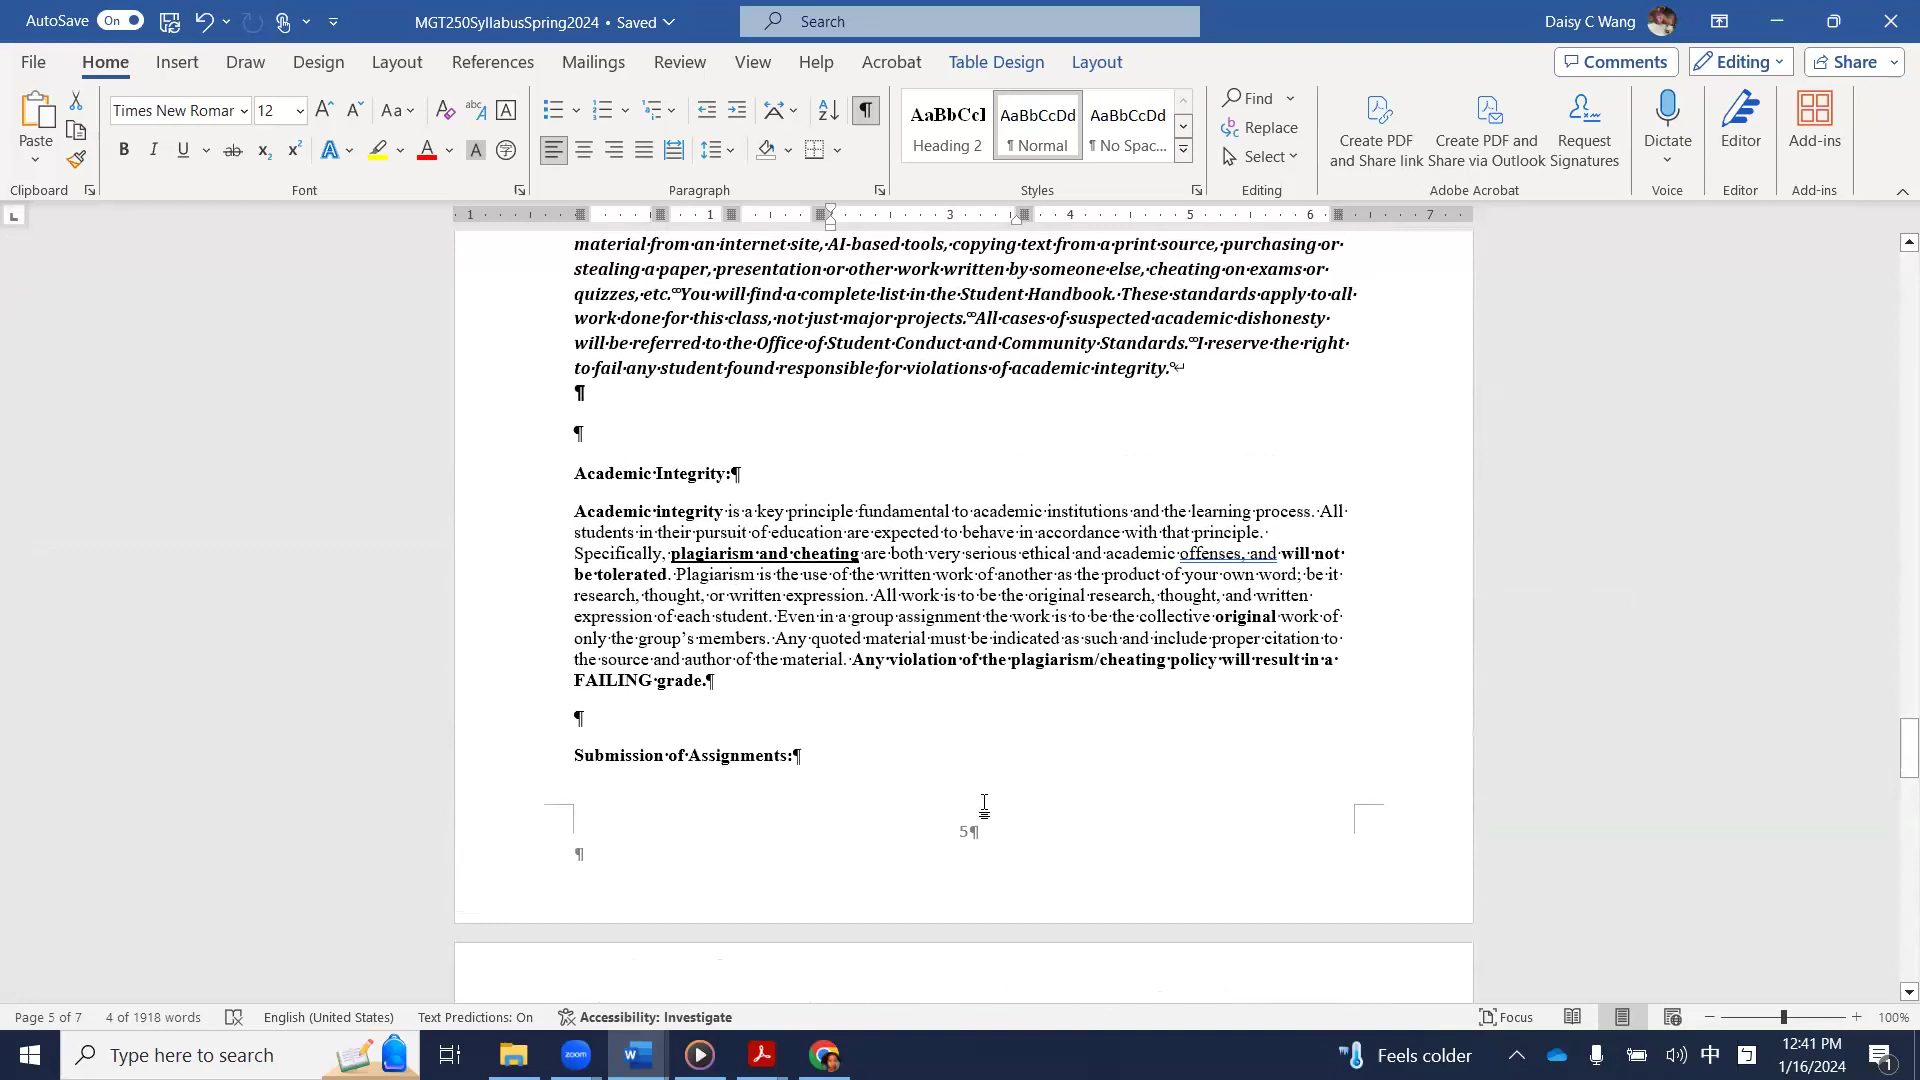 AutoSave On MGT250SyllabusSpring2024 • Saved Search Daisy C Wang
File Home Insert Draw Design Layout References Mailings Review View Help Acrobat Table Design Layout Comments Editing Share
Paste
Clipboard
Times New Romar 12 Aa
B I U ab x₂ x² A A A
Font
Paragraph
AaBbCcI AaBbCcDd AaBbCcDd
Heading 2 ¶ Normal ¶ No Spac...
Styles
Find
Replace
Select
Editing
Create PDF and Share link
Create PDF and Share via Outlook
Request Signatures
Adobe Acrobat
Dictate
Voice
Editor
Editor
Add-ins
Add-ins
1 1 3 4 5 6 7
material from an internet site, AI-based tools, copying text from a print source, purchasing or
stealing a paper, presentation or other work written by someone else, cheating on exams or
quizzes, etc. You will find a complete list in the Student Handbook. These standards apply to all
work done for this class, not just major projects. All cases of suspected academic dishonesty
will be referred to the Office of Student Conduct and Community Standards. I reserve the right
to fail any student found responsible for violations of academic integrity.
¶
¶
Academic Integrity:¶
Academic integrity is a key principle fundamental to academic institutions and the learning process. All
students in their pursuit of education are expected to behave in accordance with that principle.
Specifically, plagiarism and cheating are both very serious ethical and academic offenses, and will not
be tolerated. Plagiarism is the use of the written work of another as the product of your own word; be it
research, thought, or written expression. All work is to be the original research, thought, and written
expression of each student. Even in a group assignment the work is to be the collective original work of
only the group's members. Any quoted material must be indicated as such and include proper citation to
the source and author of the material. Any violation of the plagiarism/cheating policy will result in a
FAILING grade.¶
¶
Submission of Assignments:¶
5¶
¶
Page 5 of 7 4 of 1918 words English (United States) Text Predictions: On Accessibility: Investigate Focus 100%
Type here to search zoom Feels colder 中 12:41 PM
1/16/2024 1